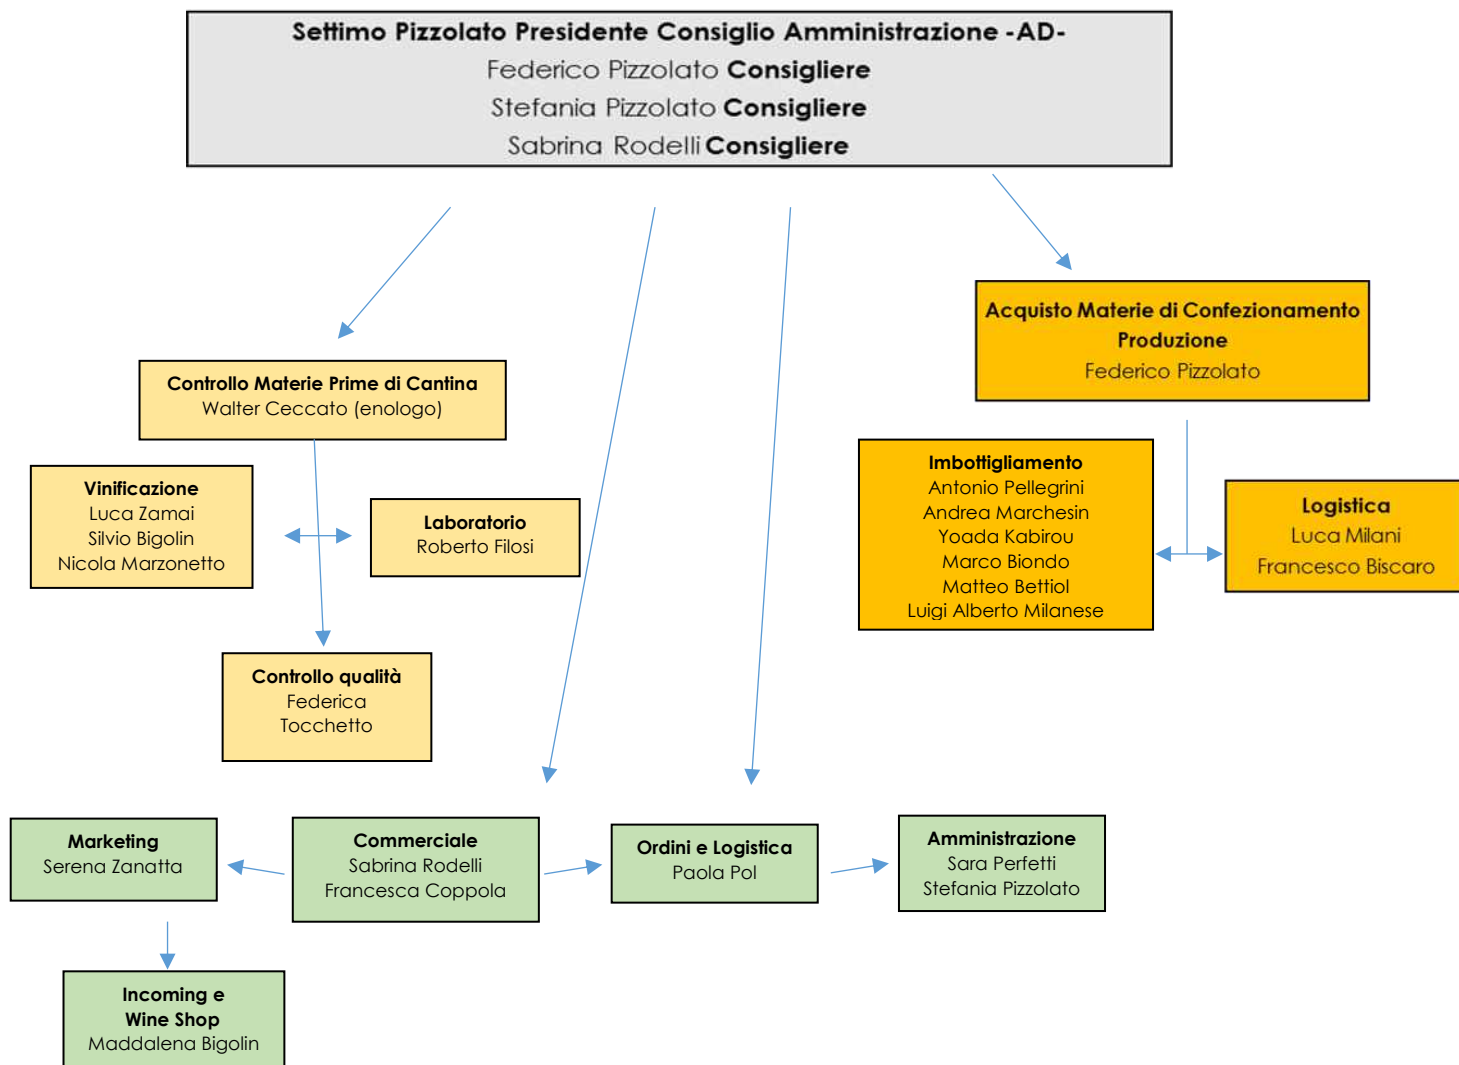 Settimo Pizzolato Presidente Consiglio Amministrazione -AD-
Federico Pizzolato Consigliere
Stefania Pizzolato Consigliere
Sabrina Rodelli Consigliere
Acquisto Materie di Confezionamento
Produzione
Federico Pizzolato
Controllo Materie Prime di Cantina
Walter Ceccato (enologo)
Vinificazione
Luca Zamai
Silvio Bigolin
Nicola Marzonetto
Laboratorio
Roberto Filosi
Imbottigliamento
Antonio Pellegrini
Andrea Marchesin
Yoada Kabirou
Marco Biondo
Matteo Bettiol
Luigi Alberto Milanese
Logistica
Luca Milani
Francesco Biscaro
Controllo qualità
Federica
Tocchetto
Marketing
Serena Zanatta
Commerciale
Sabrina Rodelli
Francesca Coppola
Ordini e Logistica
Paola Pol
Amministrazione
Sara Perfetti
Stefania Pizzolato
Incoming e
Wine Shop
Maddalena Bigolin